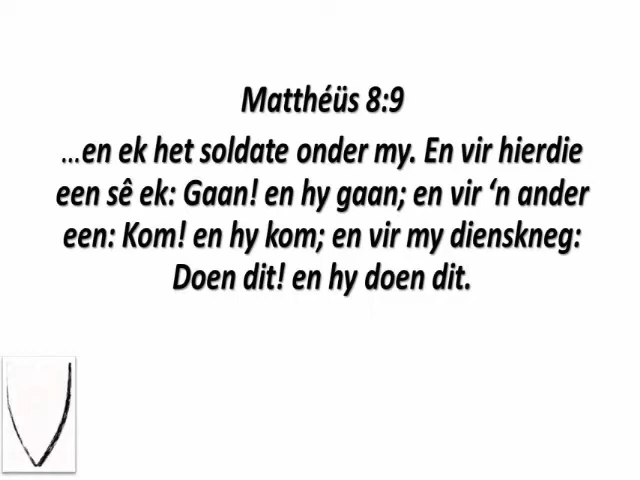 Matthéüs 8:9
...en ek het soldate onder my. En vir hierdie
een sê ek: Gaan! en hy gaan; en vir ‘n ander
een: Kom! en hy kom; en vir my dienskneg:
Doen dit! en hy doen dit.